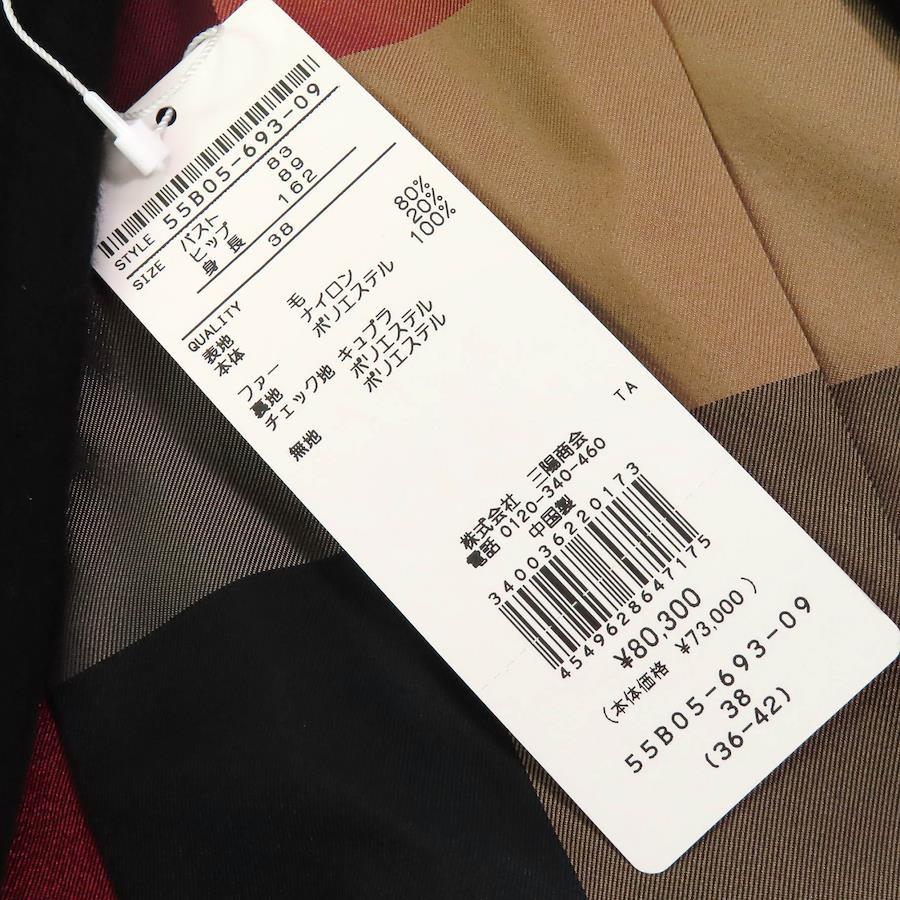 STYLE 55B05-693-09
SIZE バスト 83
ヒップ 89
身長 162
38
QUALITY
表地 毛 80%
本体 ナイロン 20%
ポリエステル 100%
ファー
裏地 キュプラ
チェック地 ポリエステル
ポリエステル
無地
TA
株式会社 三陽商会
電話 0120-340-460
中国製
340036220173
4549628647175
¥80,300
(本体価格 ¥73,000)
55B05-693-09
38
(36-42)